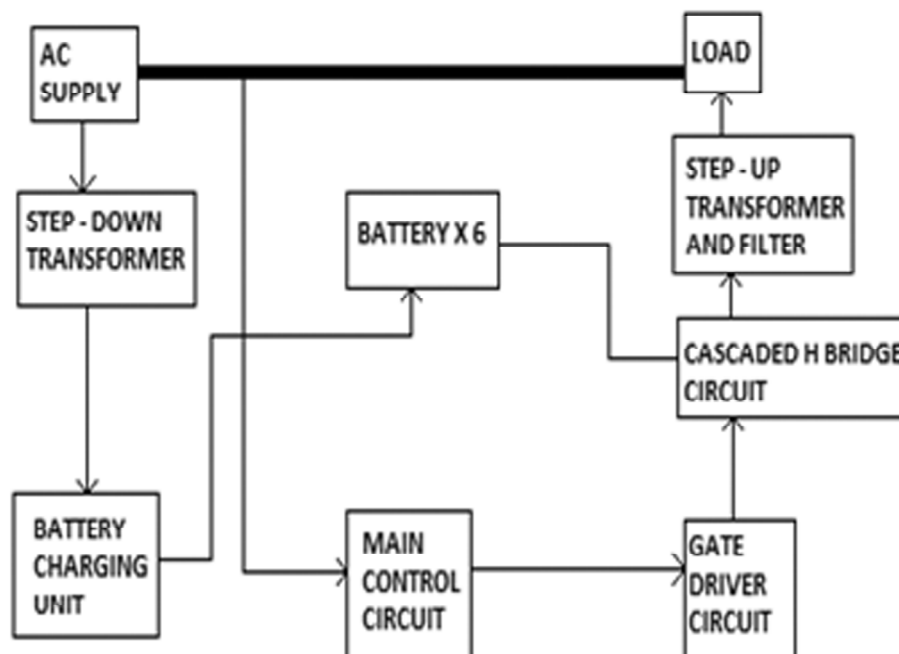 AC
SUPPLY
LOAD
STEP - DOWN
TRANSFORMER
BATTERY X 6
STEP - UP
TRANSFORMER
AND FILTER
CASCADED H BRIDGE
CIRCUIT
BATTERY
CHARGING
UNIT
MAIN
CONTROL
CIRCUIT
GATE
DRIVER
CIRCUIT